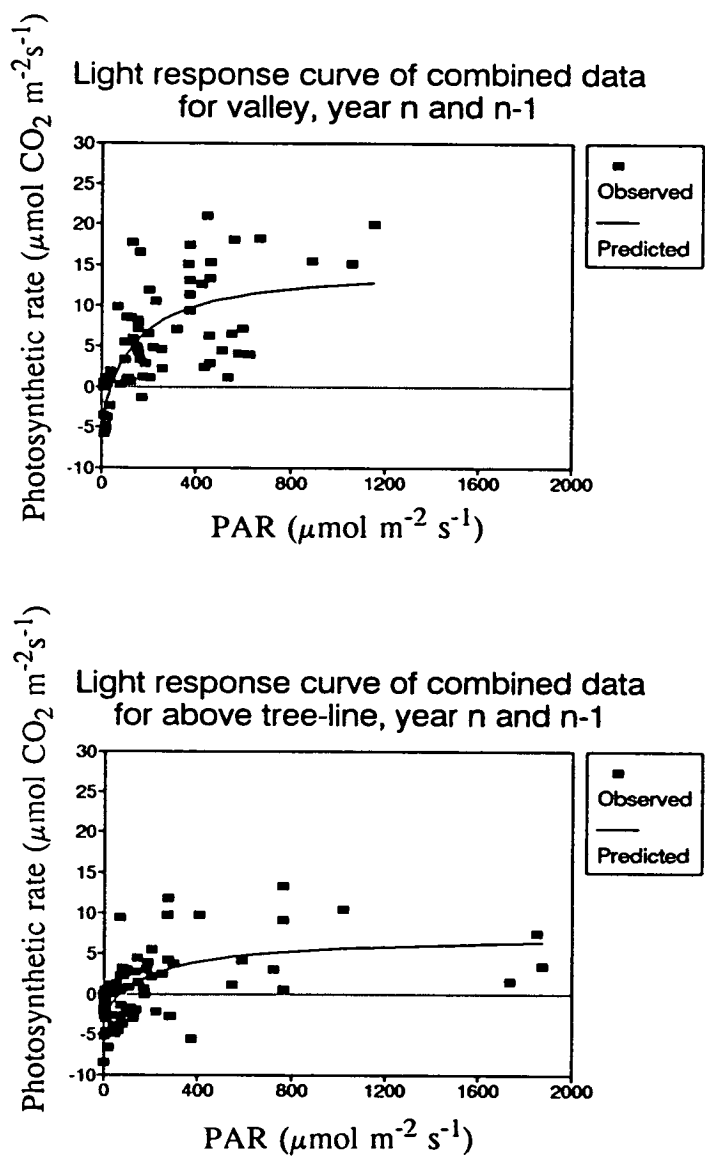 Light response curve of combined data
for valley, year n and n-1
Photosynthetic rate (μmol CO₂ m⁻²s⁻¹)
30
25
20
15
10
5
0
-5
-10
0
400
800
1200
1600
2000
PAR (μmol m⁻² s⁻¹)
Observed
Predicted
Light response curve of combined data
for above tree-line, year n and n-1
Photosynthetic rate (μmol CO₂ m⁻²s⁻¹)
30
25
20
15
10
5
0
-5
-10
0
400
800
1200
1600
2000
PAR (μmol m⁻² s⁻¹)
Observed
Predicted